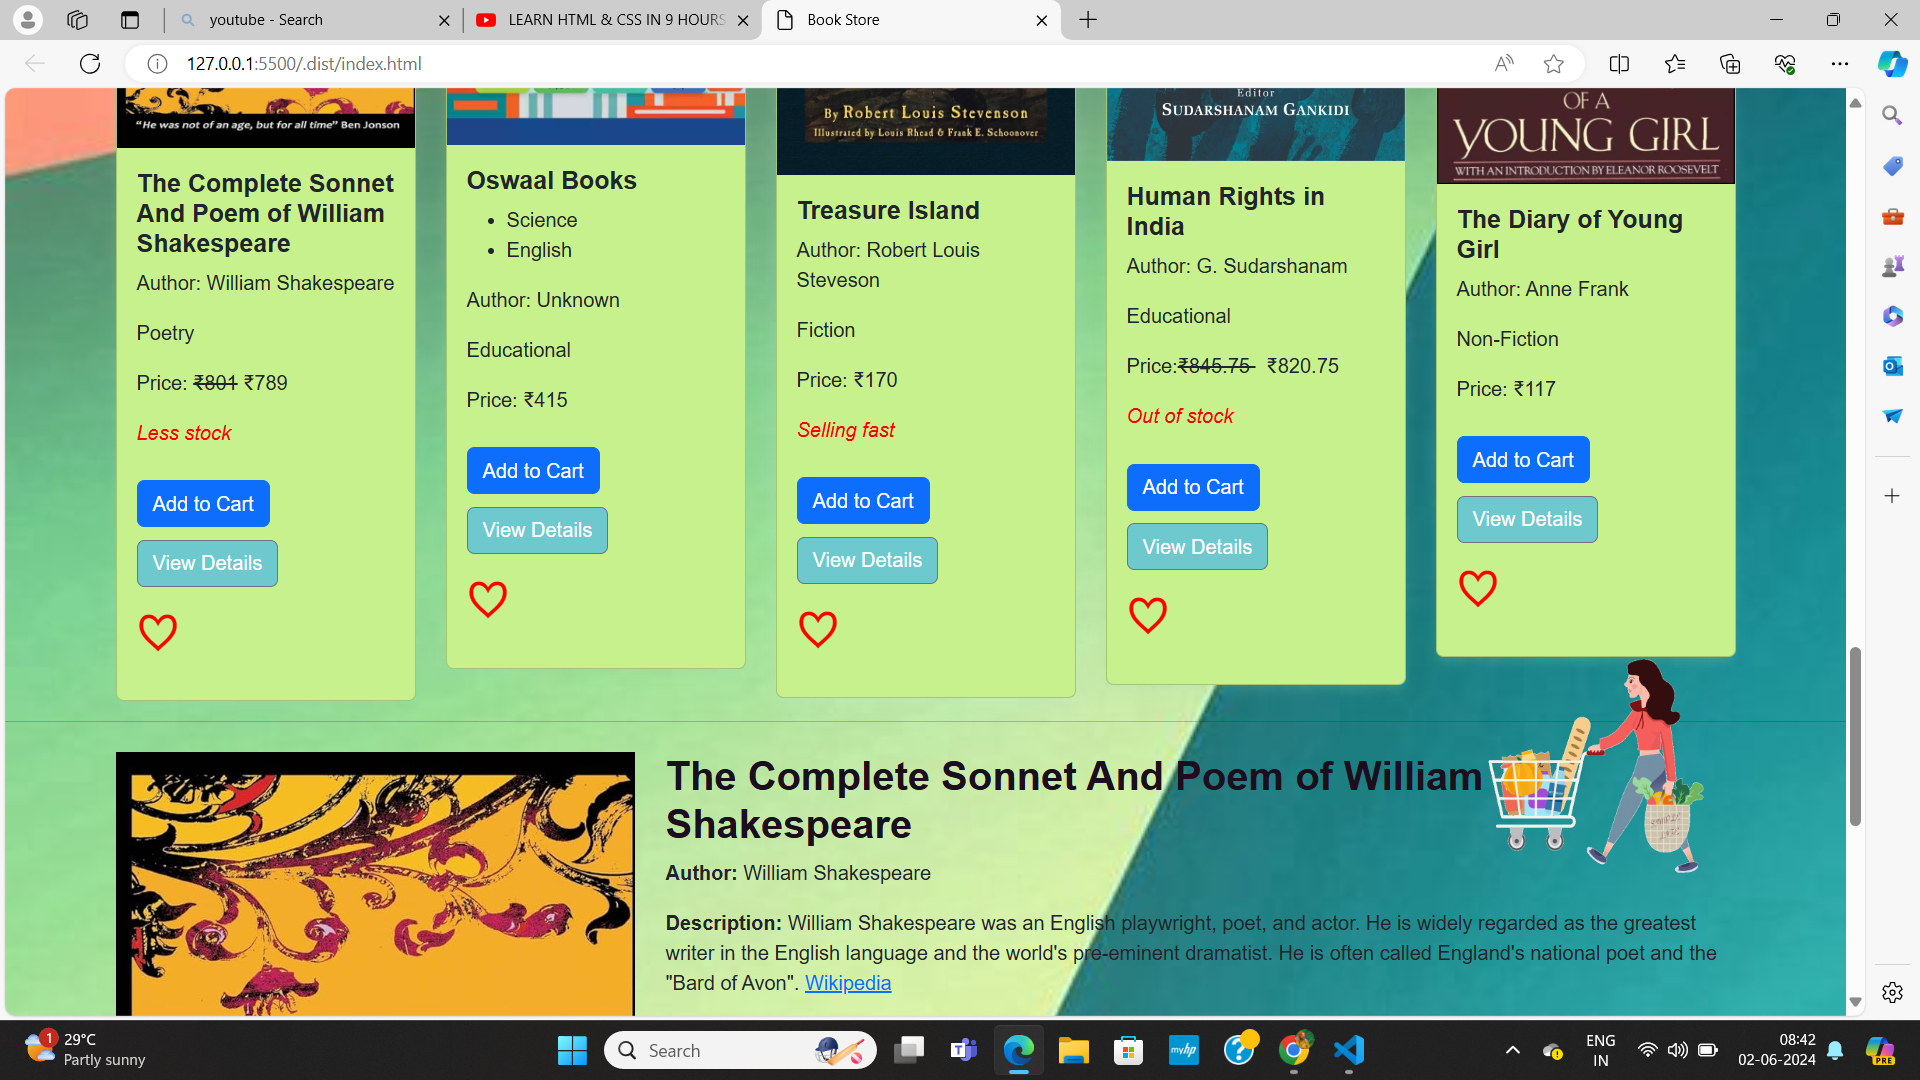 youtube - Search
LEARN HTML & CSS IN 9 HOURS
Book Store
127.0.0.1:5500/.dist/index.html
"He was not of an age, but for all time" Ben Jonson
The Complete Sonnet
And Poem of William
Shakespeare
Author: William Shakespeare
Poetry
Price: ₹801 ₹789
Less stock
Add to Cart
View Details
Oswaal Books
• Science
• English
Author: Unknown
Educational
Price: ₹415
Add to Cart
View Details
By Robert Louis Stevenson
Illustrated by Louis Rhead & Frank E. Schoonover
Treasure Island
Author: Robert Louis
Steveson
Fiction
Price: ₹170
Selling fast
Add to Cart
View Details
Editor
SUDARSHANAM GANKIDI
Human Rights in
India
Author: G. Sudarshanam
Educational
Price:₹845.75 ₹820.75
Out of stock
Add to Cart
View Details
OF A
YOUNG GIRL
WITH AN INTRODUCTION BY ELEANOR ROOSEVELT
The Diary of Young
Girl
Author: Anne Frank
Non-Fiction
Price: ₹117
Add to Cart
View Details
The Complete Sonnet And Poem of William
Shakespeare
Author: William Shakespeare
Description: William Shakespeare was an English playwright, poet, and actor. He is widely regarded as the greatest
writer in the English language and the world's pre-eminent dramatist. He is often called England's national poet and the
"Bard of Avon". Wikipedia
1
29°C
Partly sunny
Search
myhp
ENG
IN
08:42
02-06-2024
PRE